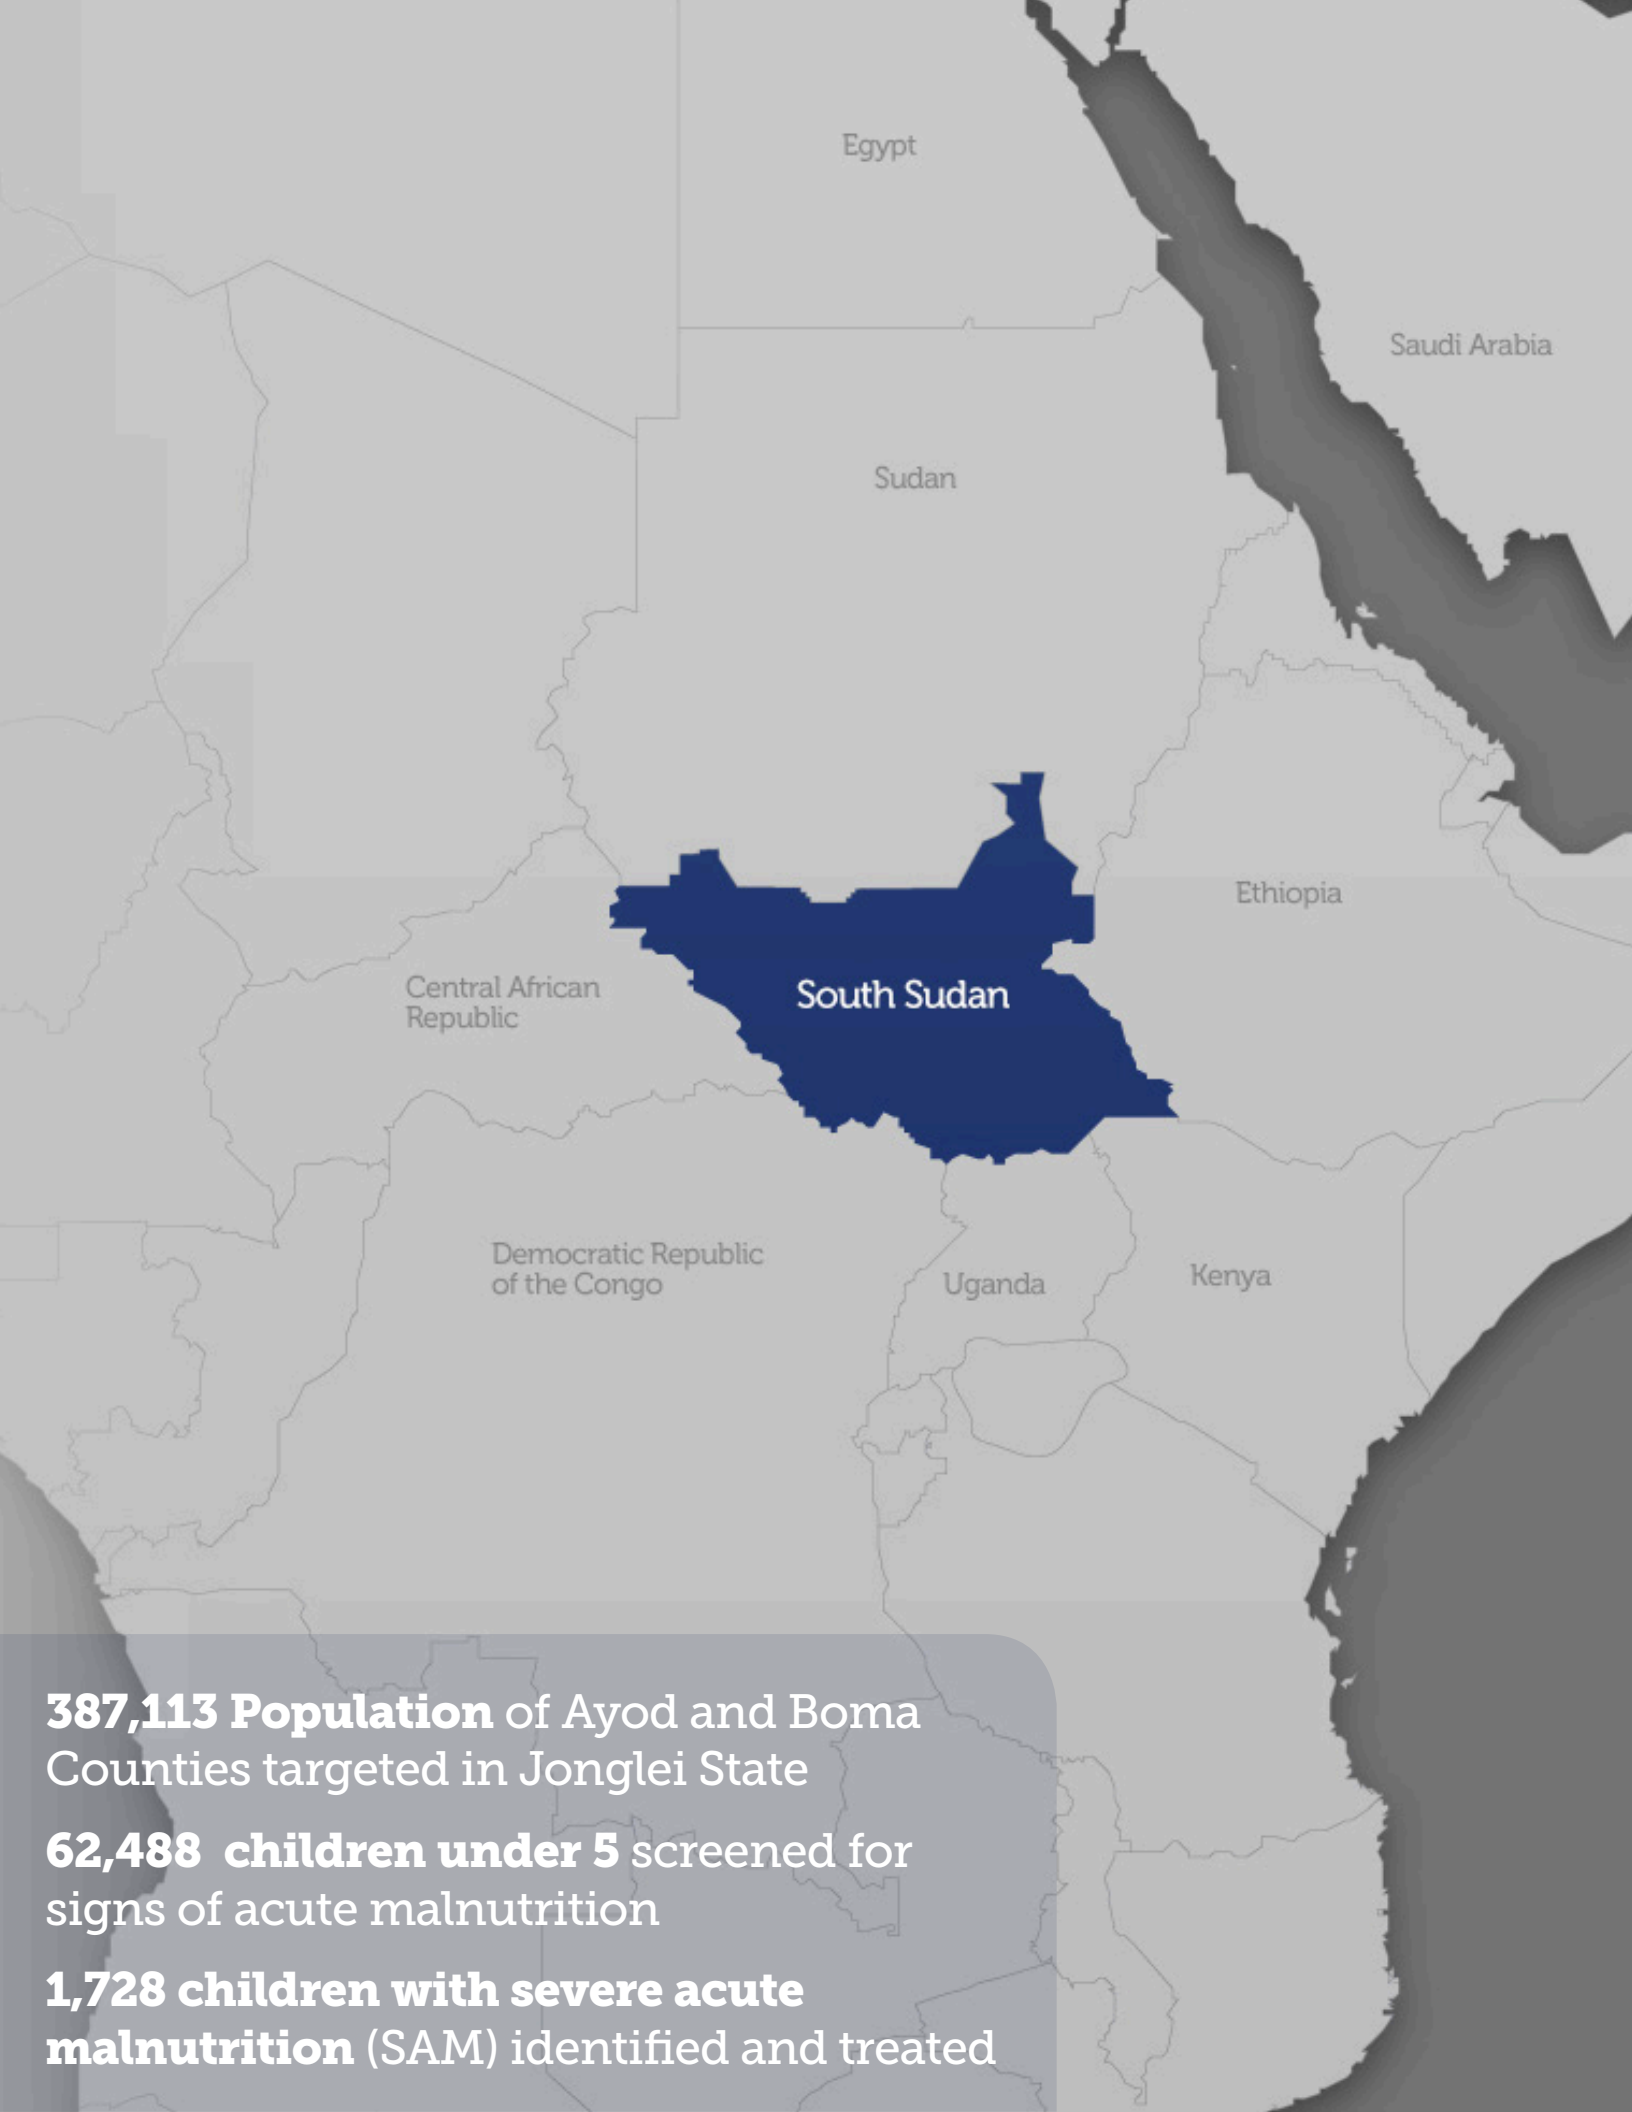 Egypt
Saudi Arabia
Sudan
Ethiopia
Central African
Republic
South Sudan
Democratic Republic
of the Congo
Uganda
Kenya
387,113 Population of Ayod and Boma
Counties targeted in Jonglei State
62,488 children under 5 screened for
signs of acute malnutrition
1,728 children with severe acute
malnutrition (SAM) identified and treated